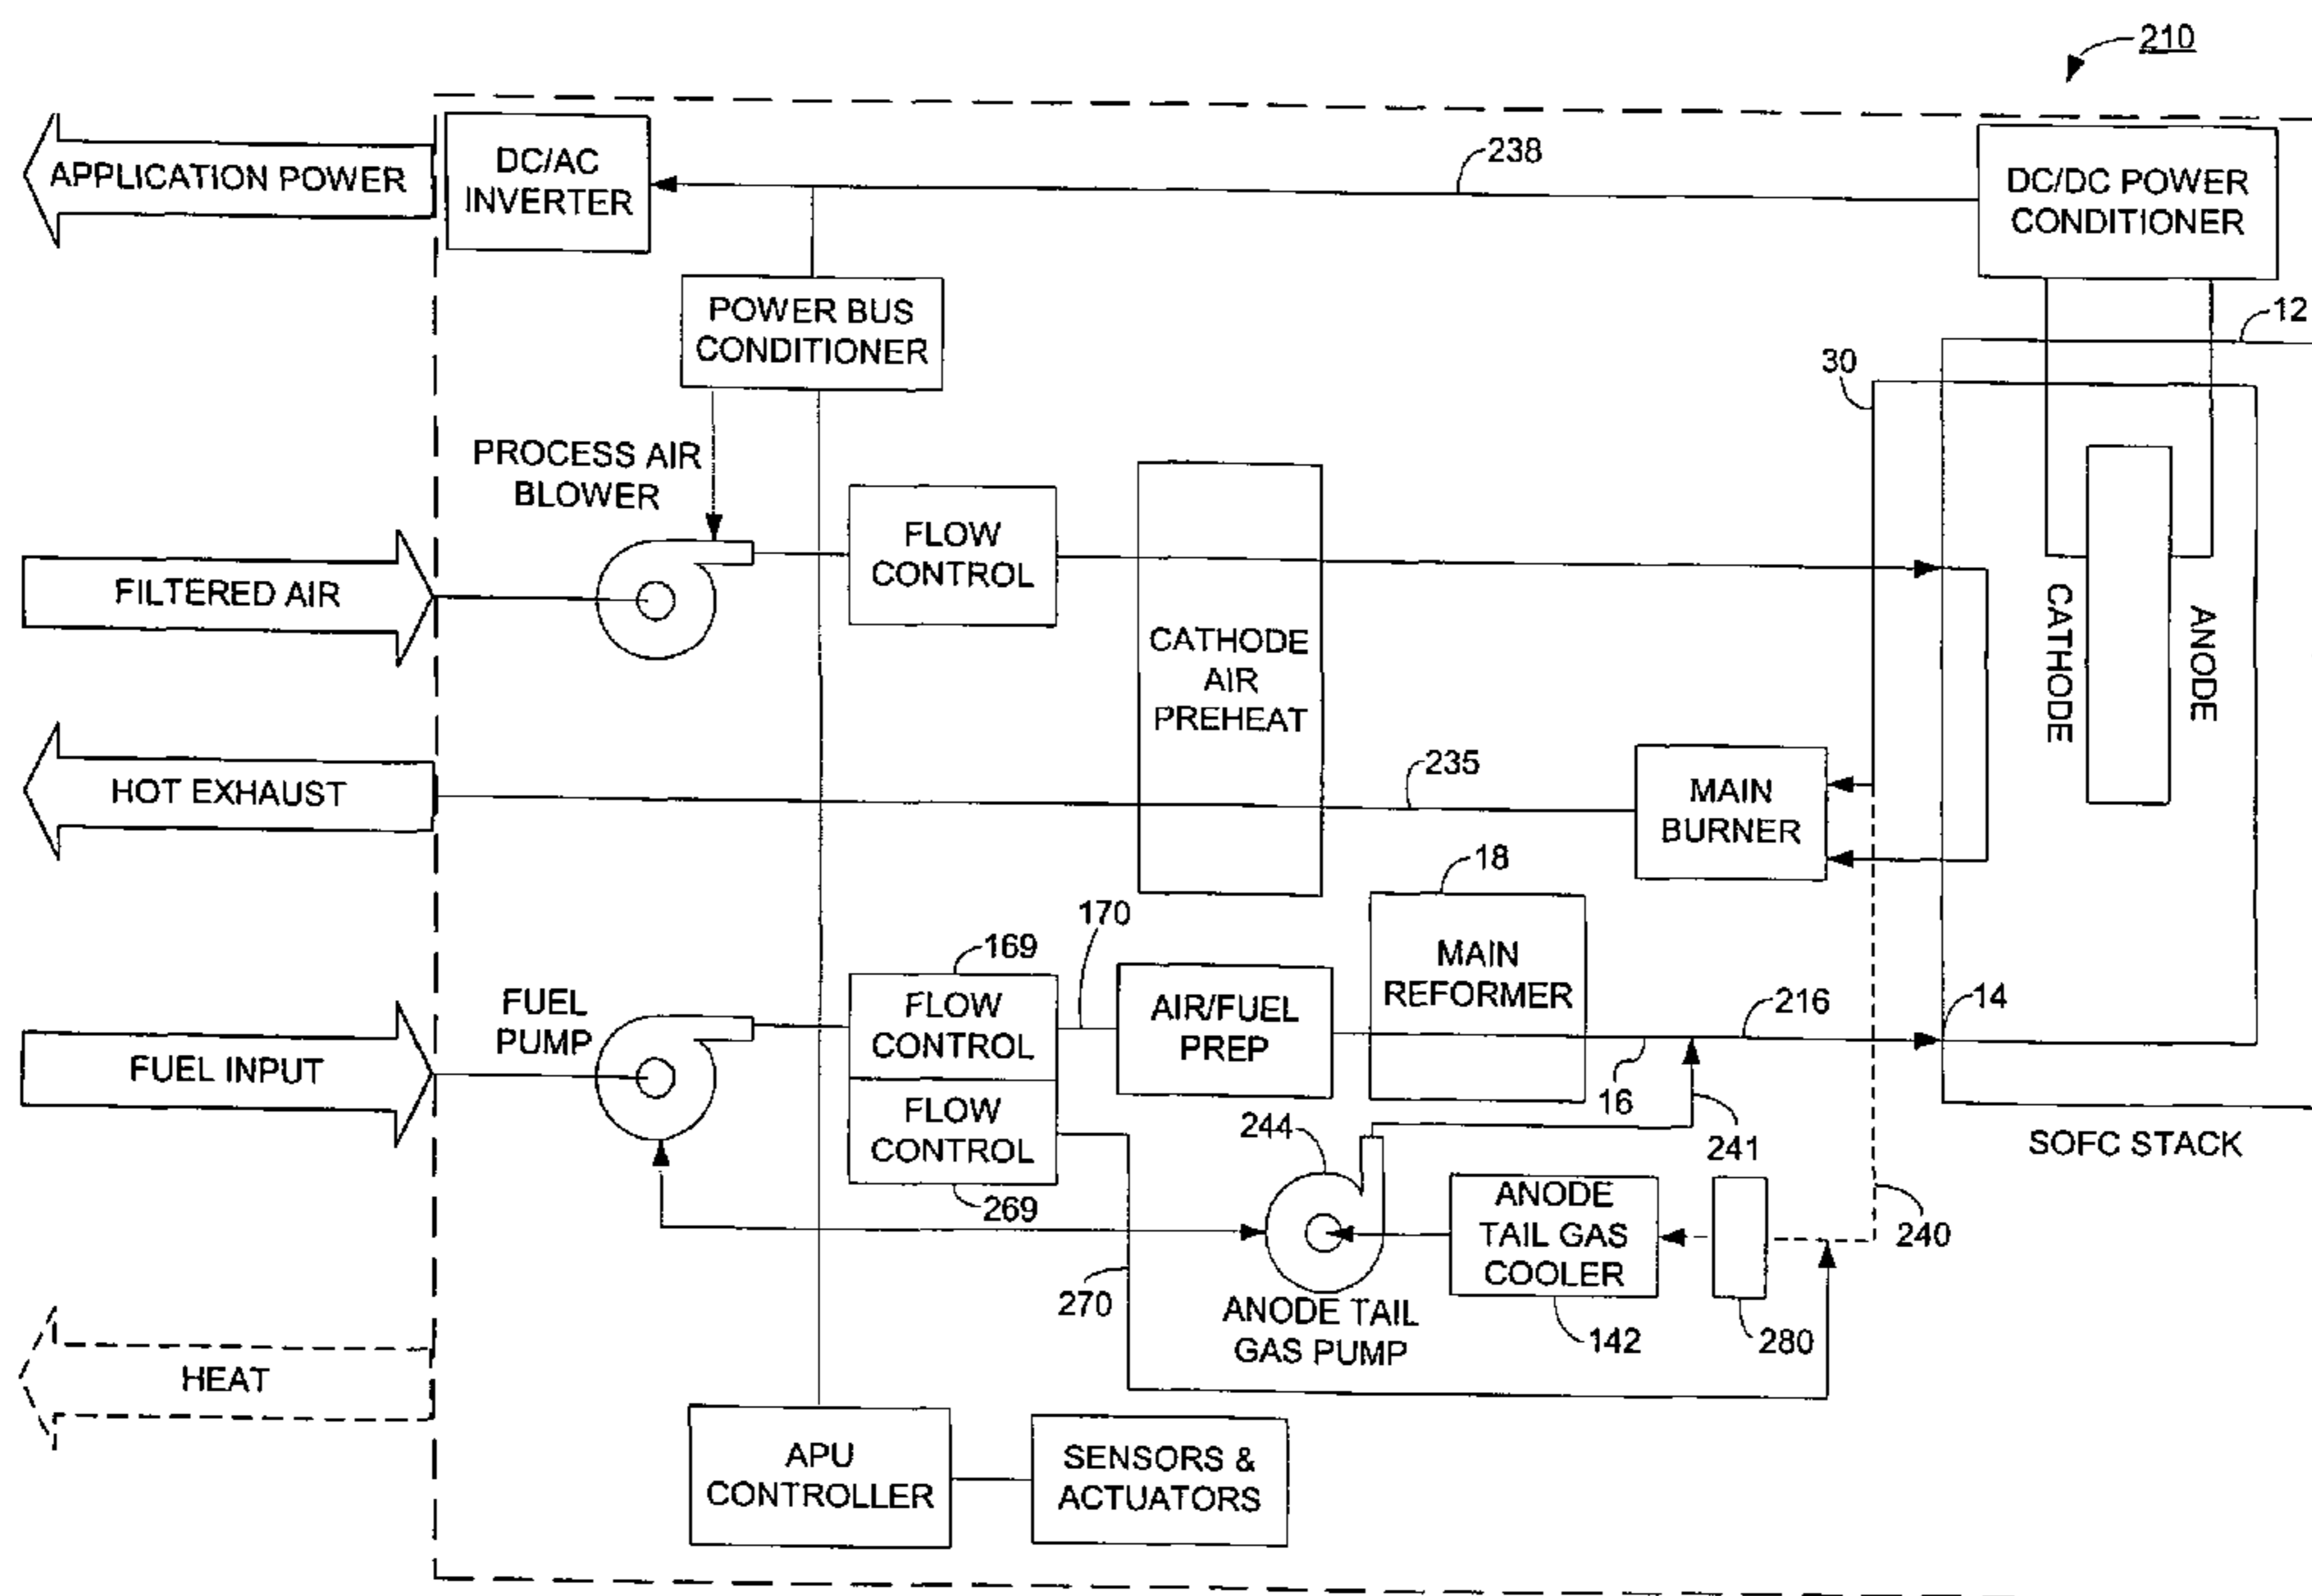 210
APPLICATION POWER
DC/AC
INVERTER
238
DC/DC POWER
CONDITIONER
POWER BUS
CONDITIONER
12
30
PROCESS AIR
BLOWER
FLOW
CONTROL
FILTERED AIR
CATHODE
AIR
PREHEAT
CATHODE
ANODE
HOT EXHAUST
235
MAIN
BURNER
18
170
169
MAIN
REFORMER
FUEL
PUMP
FLOW
CONTROL
AIR/FUEL
PREP
216
14
FUEL INPUT
16
FLOW
CONTROL
244
241
SOFC STACK
269
ANODE
TAIL GAS
COOLER
240
270
ANODE TAIL
GAS PUMP
142
280
HEAT
APU
CONTROLLER
SENSORS &
ACTUATORS